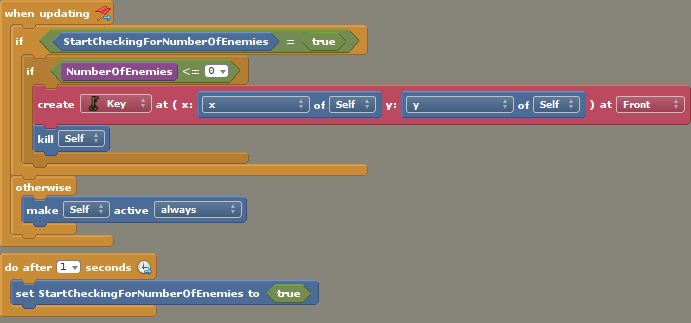 when updating
if StartCheckingForNumberOfEnemies = true
if NumberOfEnemies <= 0
create Key at ( x: x of Self y: y of Self ) at Front
kill Self
otherwise
make Self active always
do after 1 seconds
set StartCheckingForNumberOfEnemies to true